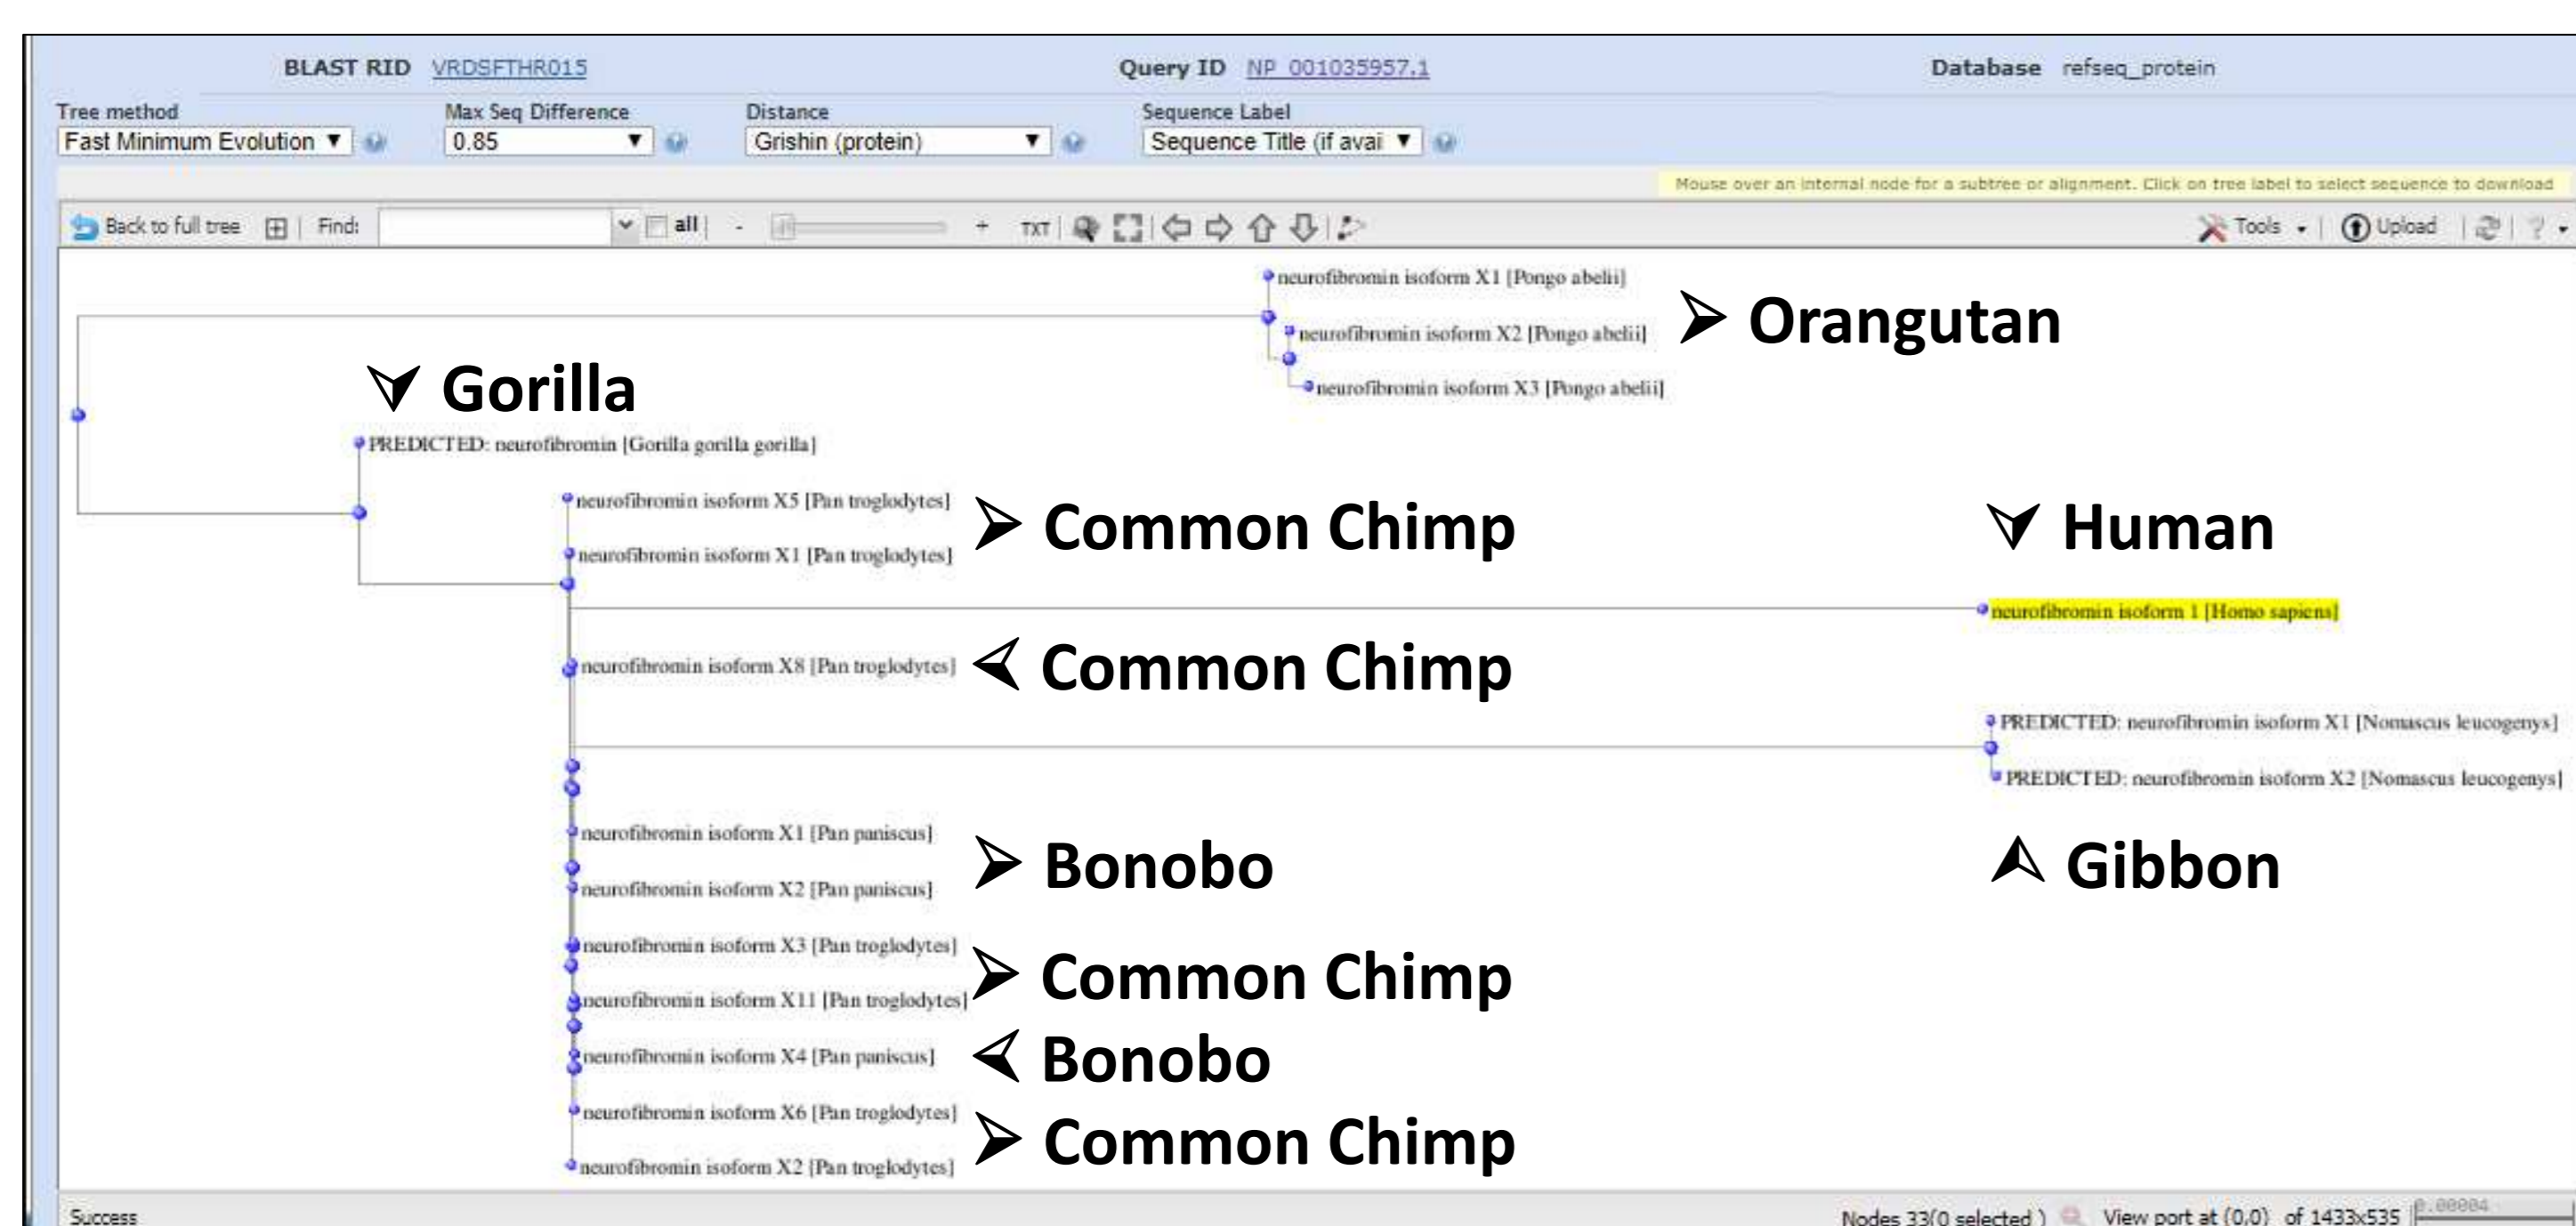 BLAST RID VRDSFTHR015 Query ID NP_001035957.1 Database refseq_protein
Tree method Max Seq Difference Distance Sequence Label
Fast Minimum Evolution 0.85 Grishin (protein) Sequence Title (if avai
Mouse over an internal node for a subtree or alignment. Click on tree label to select sequence to download
Back to full tree Find: all - + TXT Tools Upload ?
neurofibromin isoform X1 [Pongo abelii]
Orangutan
neurofibromin isoform X2 [Pongo abelii]
Gorilla
neurofibromin isoform X3 [Pongo abelii]
PREDICTED: neurofibromin [Gorilla gorilla gorilla]
neurofibromin isoform X5 [Pan troglodytes]
Common Chimp
Human
neurofibromin isoform X1 [Pan troglodytes]
neurofibromin isoform 1 [Homo sapiens]
neurofibromin isoform X8 [Pan troglodytes]
Common Chimp
PREDICTED: neurofibromin isoform X1 [Nomascus leucogenys]
PREDICTED: neurofibromin isoform X2 [Nomascus leucogenys]
neurofibromin isoform X1 [Pan paniscus]
Bonobo
Gibbon
neurofibromin isoform X2 [Pan paniscus]
neurofibromin isoform X3 [Pan troglodytes]
Common Chimp
neurofibromin isoform X11 [Pan troglodytes]
neurofibromin isoform X4 [Pan paniscus]
Bonobo
neurofibromin isoform X6 [Pan troglodytes]
Common Chimp
neurofibromin isoform X2 [Pan troglodytes]
Success Nodes 33(0 selected ) View port at (0,0) of 1433x535 0.00004